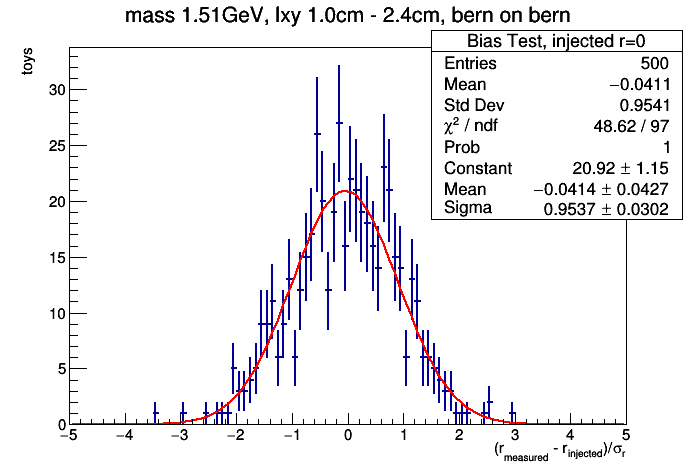 mass 1.51GeV, lxy 1.0cm - 2.4cm, bern on bern
Bias Test, injected r=0
Entries 500
Mean −0.0411
Std Dev 0.9541
χ² / ndf 48.62 / 97
Prob 1
Constant 20.92 ± 1.15
Mean −0.0414 ± 0.0427
Sigma 0.9537 ± 0.0302
toys
30
25
20
15
10
5
0
−5 −4 −3 −2 −1 0 1 2 3 4 5
(r_measured - r_injected)/σ_r